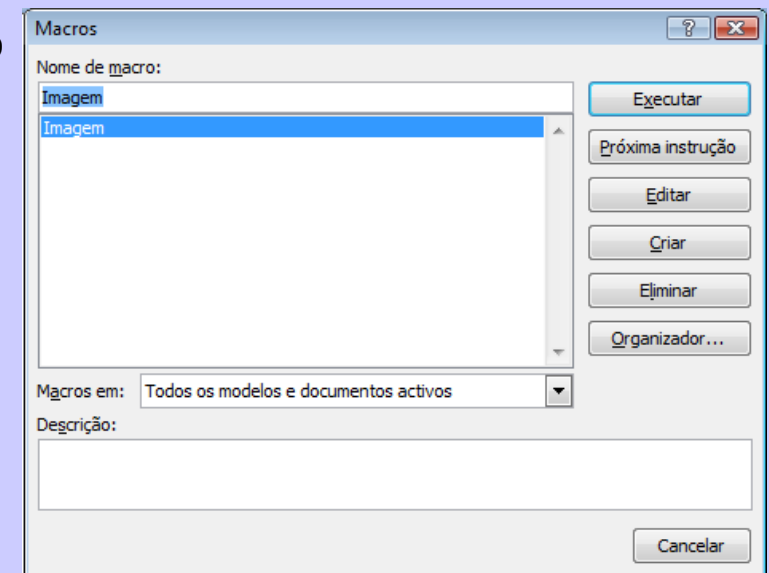 Macros
Nome de macro:
Imagem
Executar
Imagem
Próxima instrução
Editar
Criar
Eliminar
Organizador...
Macros em: Todos os modelos e documentos activos
Descrição:
Cancelar